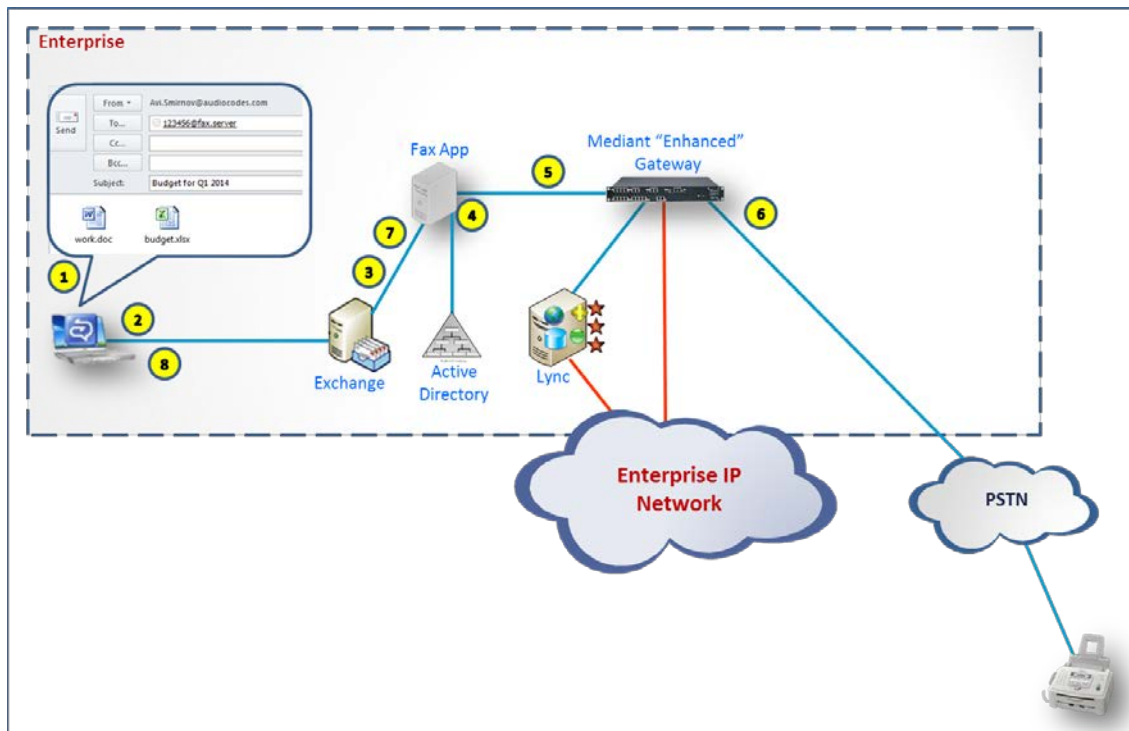 Enterprise
From
Avi.Smirnov@audiocodes.com
Send
To...
123456@fax.server
Cc...
Bcc...
Subject:
Budget for Q1 2014
work.doc
budget.xlsx
Fax App
Mediant “Enhanced”
Gateway
5
4
6
7
3
1
2
8
Exchange
Active
Directory
Lync
Enterprise IP
Network
PSTN